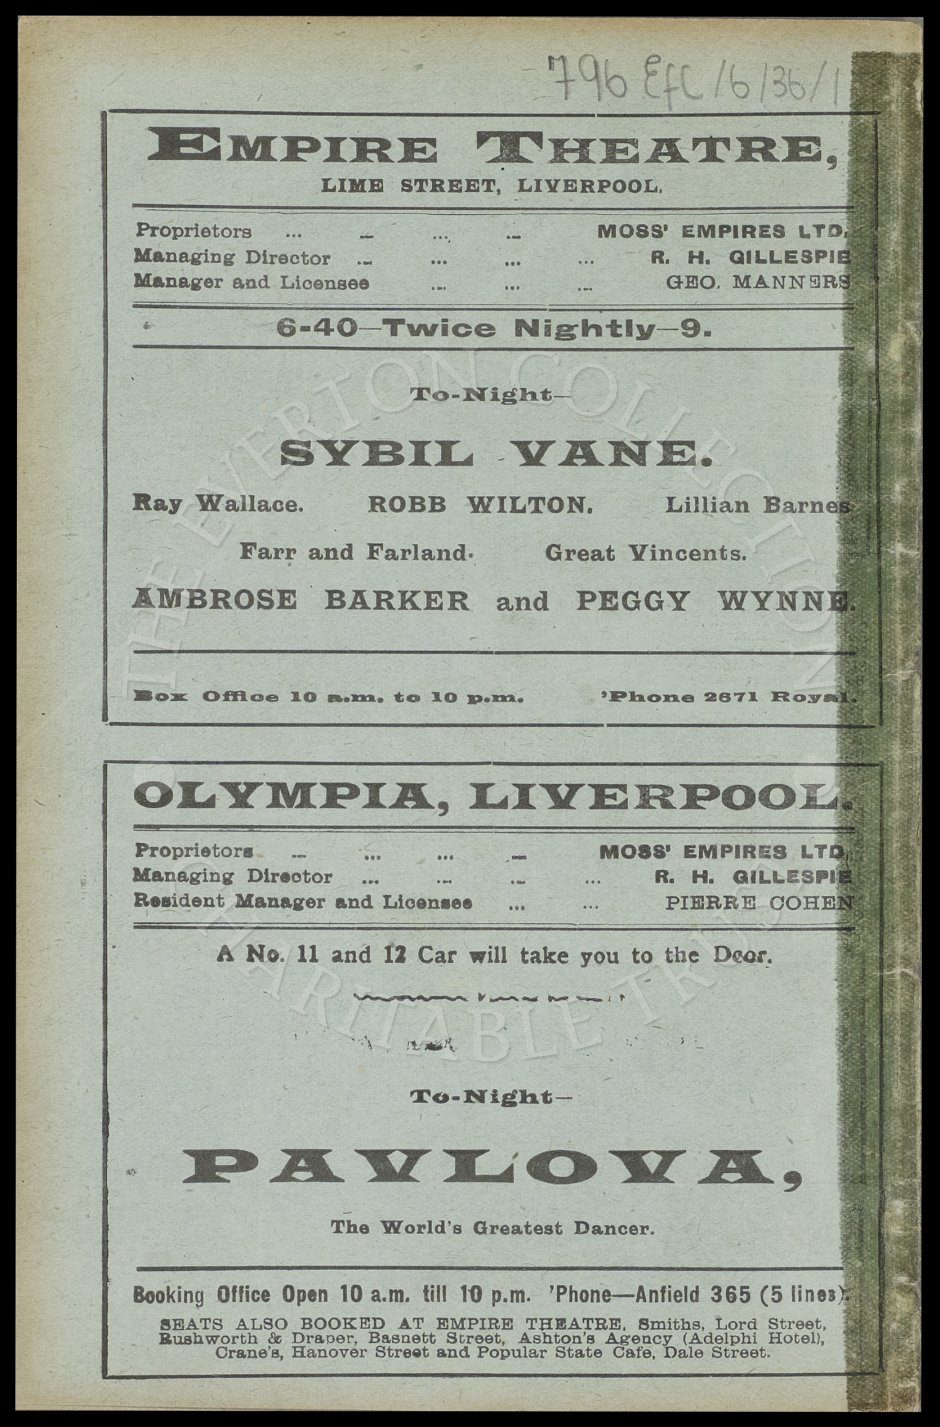 796 EFC/6/36/1
EMPIRE THEATRE,
LIME STREET, LIVERPOOL.
Proprietors ... ... ... ... MOSS' EMPIRES LTD.
Managing Director ... ... ... ... R. H. GILLESPIE
Manager and Licensee ... ... ... GEO. MANNERS
6-40—Twice Nightly—9.
To-Night—
SYBIL VANE.
Ray Wallace. ROBB WILTON. Lillian Barnes
Farr and Farland. Great Vincents.
AMBROSE BARKER and PEGGY WYNNE.
Box Office 10 a.m. to 10 p.m. 'Phone 2671 Royal.
OLYMPIA, LIVERPOOL.
Proprietors ... ... ... ... MOSS' EMPIRES LTD.
Managing Director ... ... ... ... R. H. GILLESPIE
Resident Manager and Licensee ... ... PIERRE COHEN
A No. 11 and 12 Car will take you to the Door.
To-Night—
PAVLOVA,
The World's Greatest Dancer.
Booking Office Open 10 a.m. till 10 p.m. 'Phone—Anfield 365 (5 lines).
SEATS ALSO BOOKED AT EMPIRE THEATRE, Smiths, Lord Street,
Rushworth & Draper, Basnett Street, Ashton's Agency (Adelphi Hotel),
Crane's, Hanover Street and Popular State Cafe, Dale Street.
THE EVERTON COLLECTION
CHARITABLE TRUST